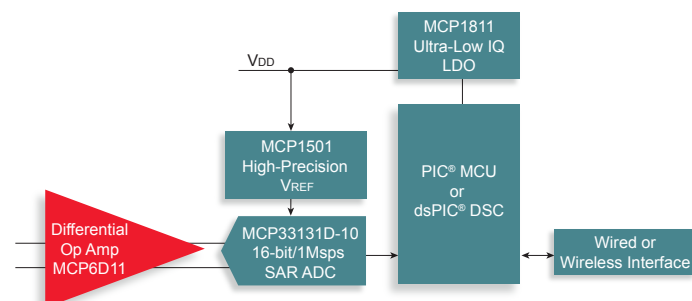 MCP1811
Ultra-Low IQ
LDO
VDD
MCP1501
High-Precision
VREF
PIC® MCU
or
dsPIC® DSC
Differential
Op Amp
MCP6D11
MCP33131D-10
16-bit/1Msps
SAR ADC
Wired or
Wireless Interface